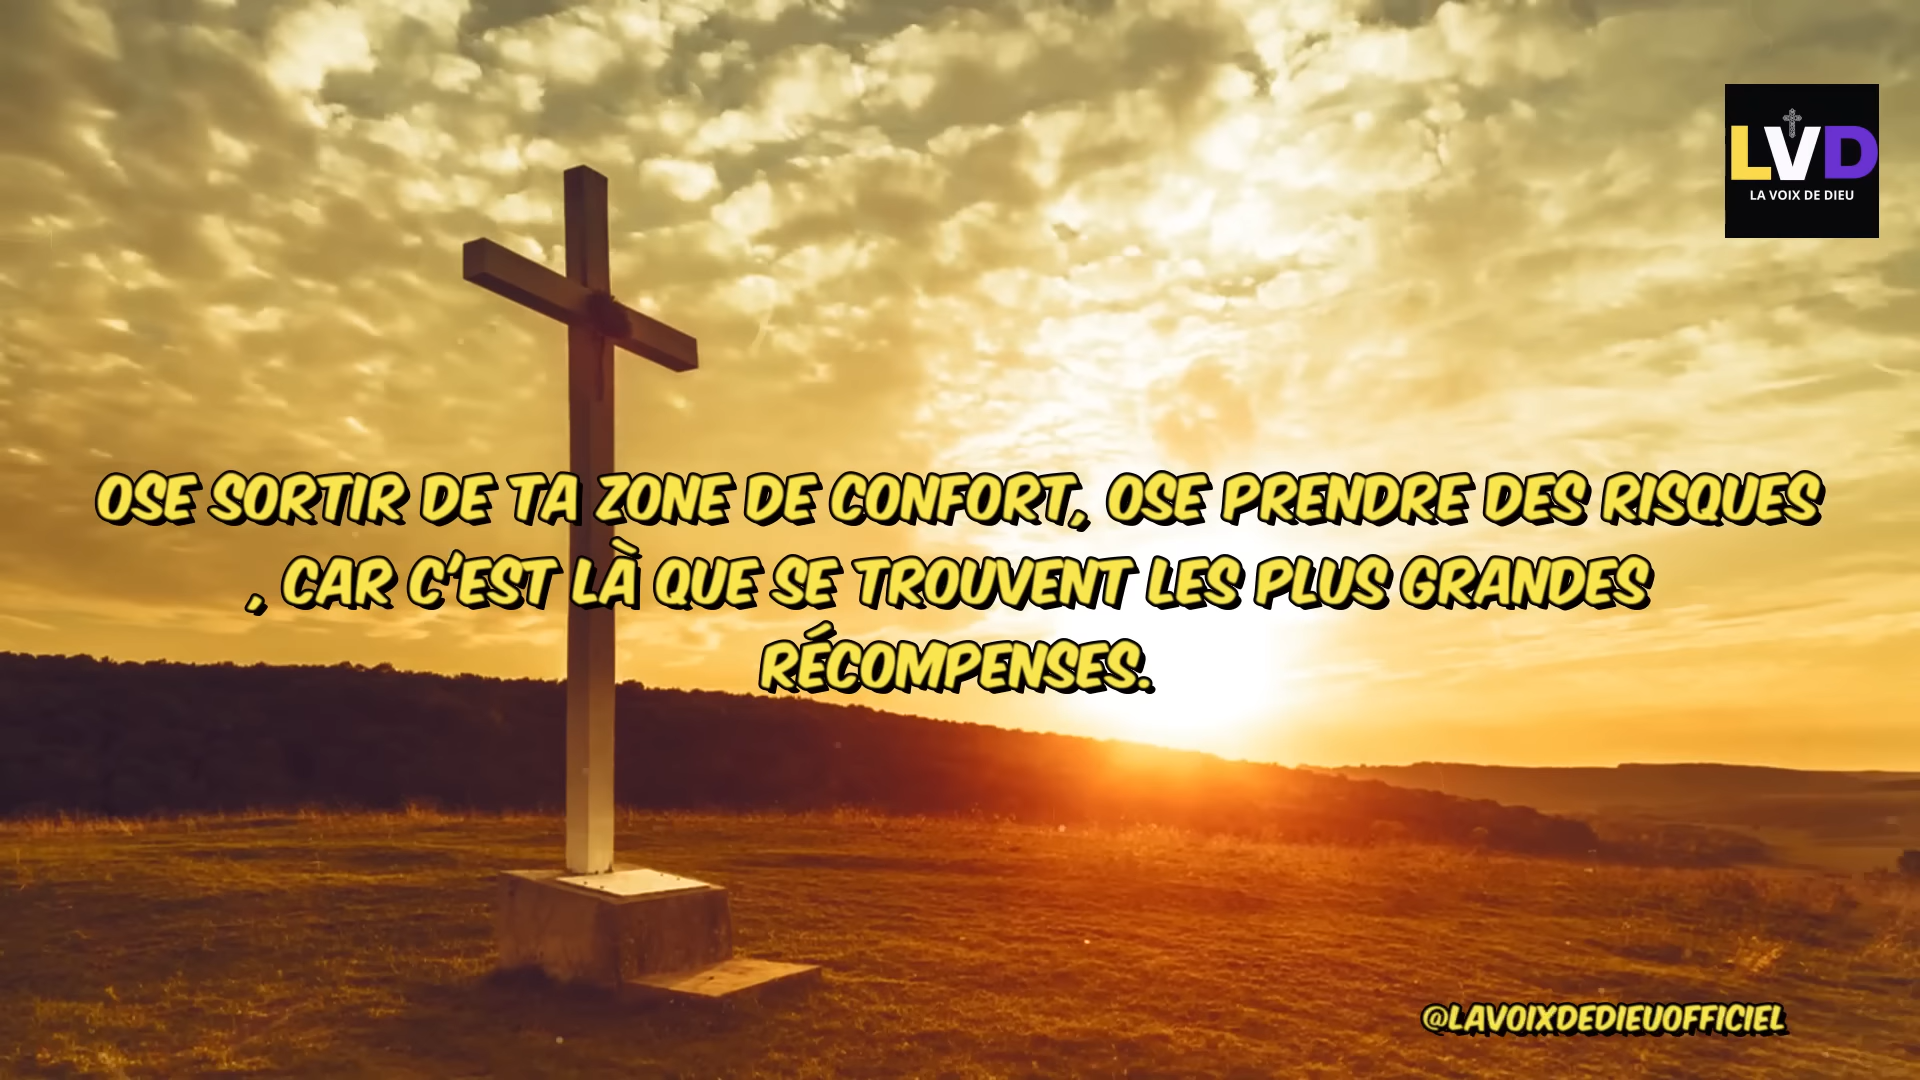 LVD
LA VOIX DE DIEU
OSE SORTIR DE TA ZONE DE CONFORT, OSE PRENDRE DES RISQUES
, CAR C'EST LÀ QUE SE TROUVENT LES PLUS GRANDES
RÉCOMPENSES.
@LAVOIXDEDIEUOFFICIEL